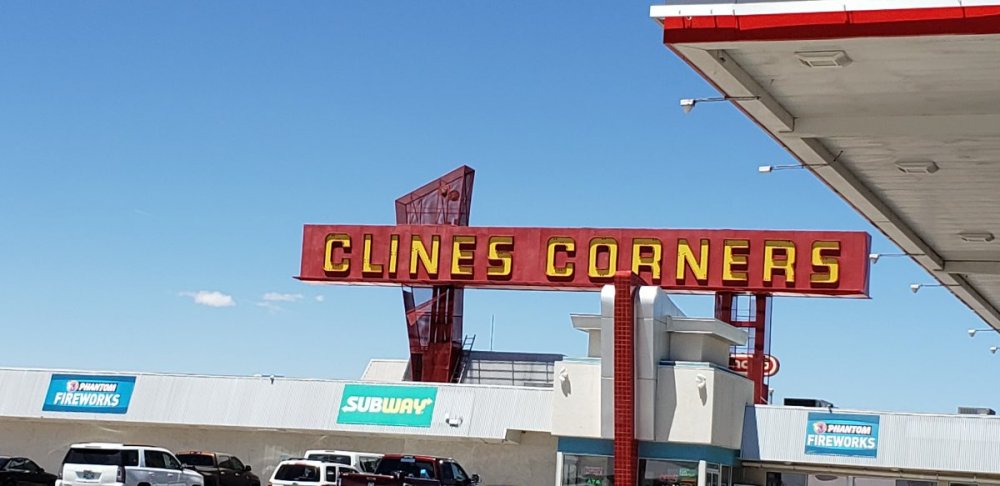 CLINES CORNERS
PHANTOM
FIREWORKS
SUBWAY
PHANTOM
FIREWORKS